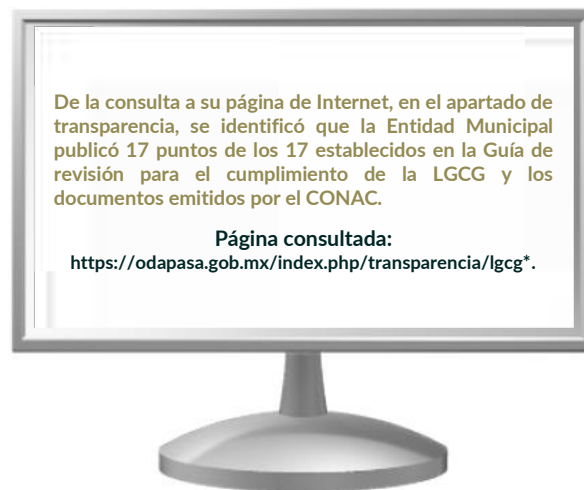 De la consulta a su página de Internet, en el apartado de
transparencia, se identificó que la Entidad Municipal
publicó 17 puntos de los 17 establecidos en la Guía de
revisión para el cumplimiento de la LGCG y los
documentos emitidos por el CONAC.
Página consultada:
https://odapasa.gob.mx/index.php/transparencia/lgcg*.